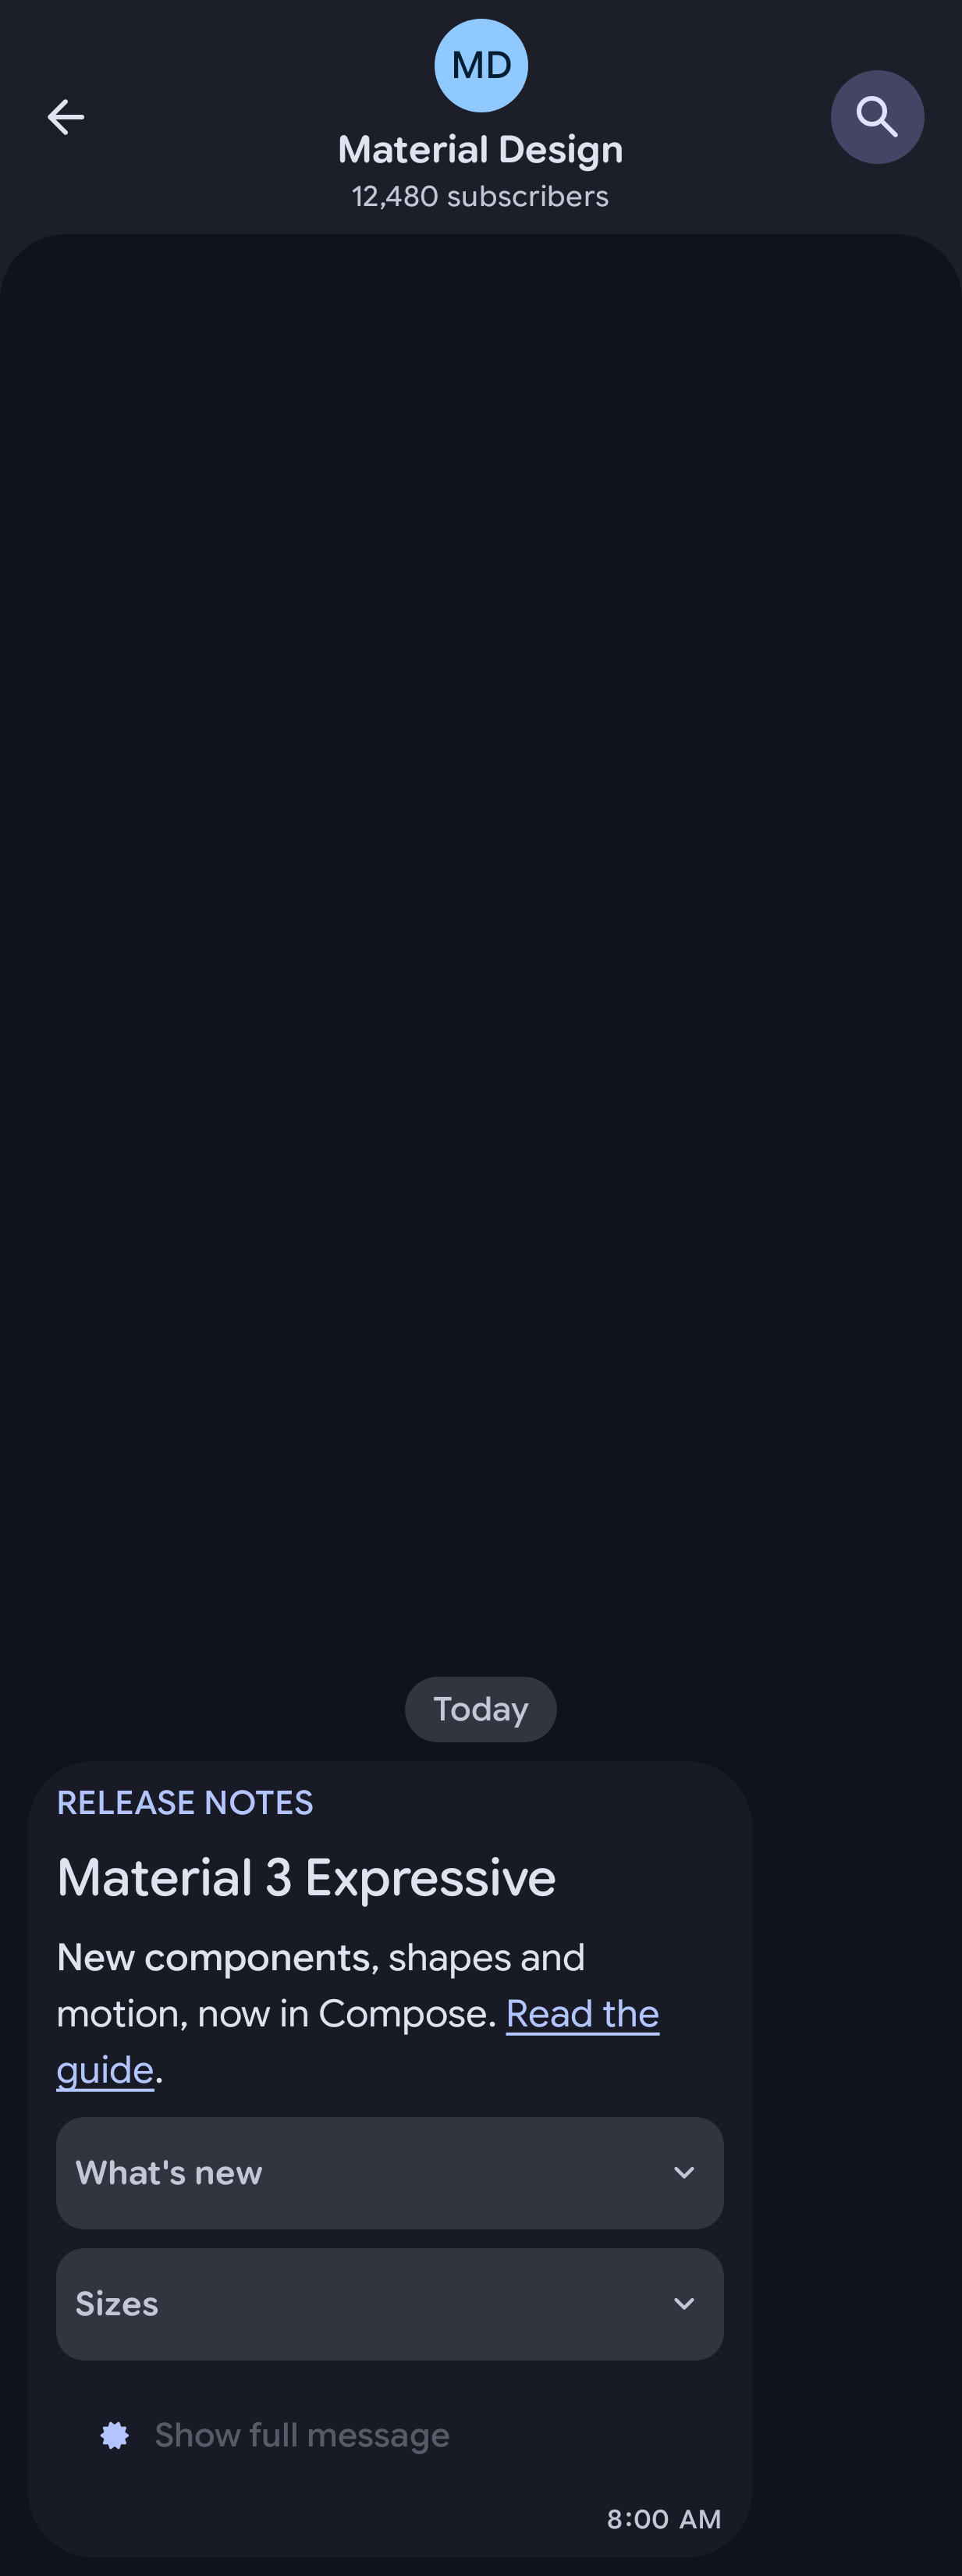 MD
Material Design
12,480 subscribers
Today
RELEASE NOTES
Material 3 Expressive
New components, shapes and
motion, now in Compose. Read the
guide.
What's new
Sizes
Show full message
8:00 AM